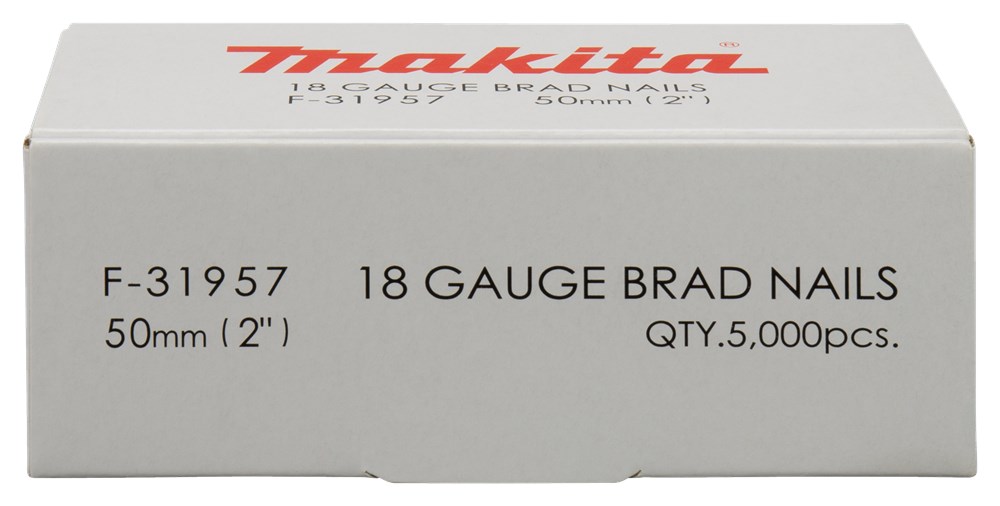 makita®
18 GAUGE BRAD NAILS
F-31957 50mm (2")
F-31957 18 GAUGE BRAD NAILS
50mm (2") QTY.5,000pcs.